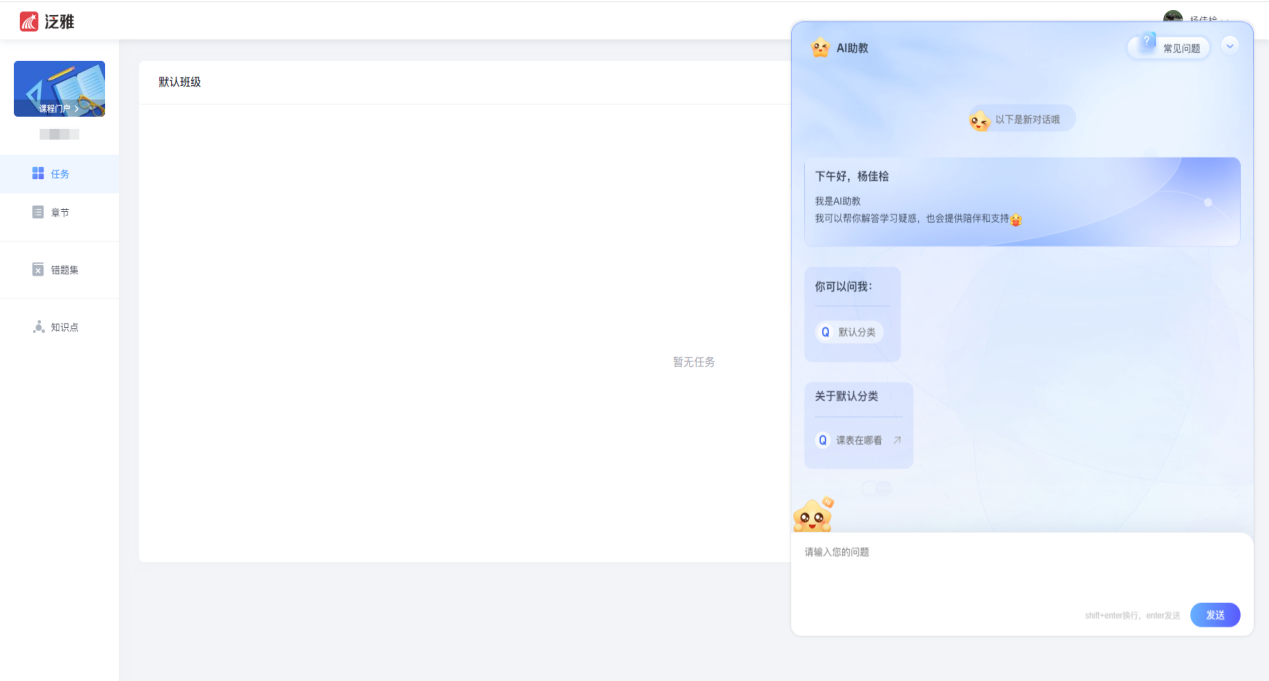 泛雅
杨佳桧
课程门户
任务
章节
错题集
知识点
默认班级
暂无任务
AI助教
常见问题
以下是新对话哦
下午好，杨佳桧
我是AI助教
我可以帮你解答学习疑惑，也会提供陪伴和支持
你可以问我：
Q 默认分类
关于默认分类
Q 课表在哪看
请输入您的问题
shift+enter换行，enter发送
发送